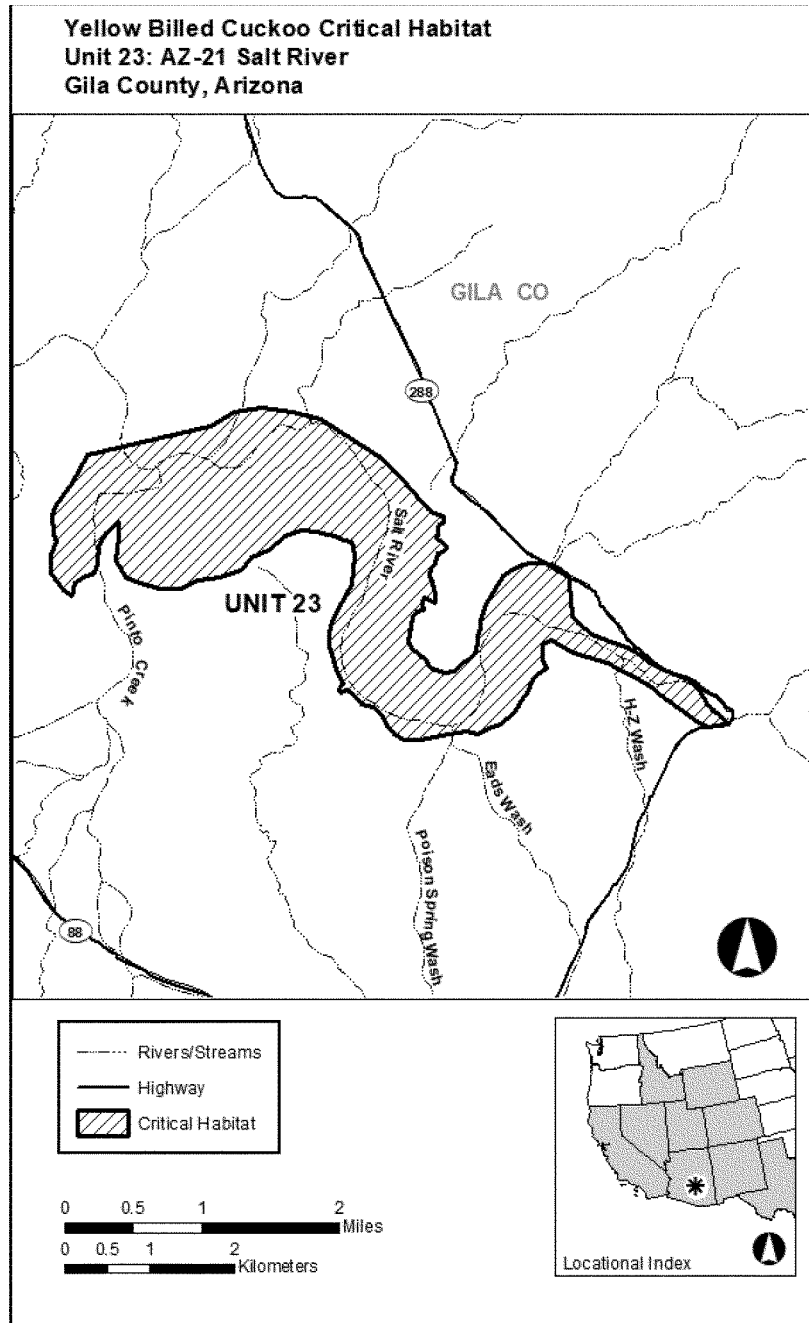 Yellow Billed Cuckoo Critical Habitat
Unit 23: AZ-21 Salt River
Gila County, Arizona
GILA CO
288
Salt River
UNIT 23
Pinto Creek
H-Z Wash
Eads Wash
Poison Spring Wash
88
Rivers/Streams
Highway
Critical Habitat
0 0.5 1 2
Miles
0 0.5 1 2
Kilometers
Locational Index